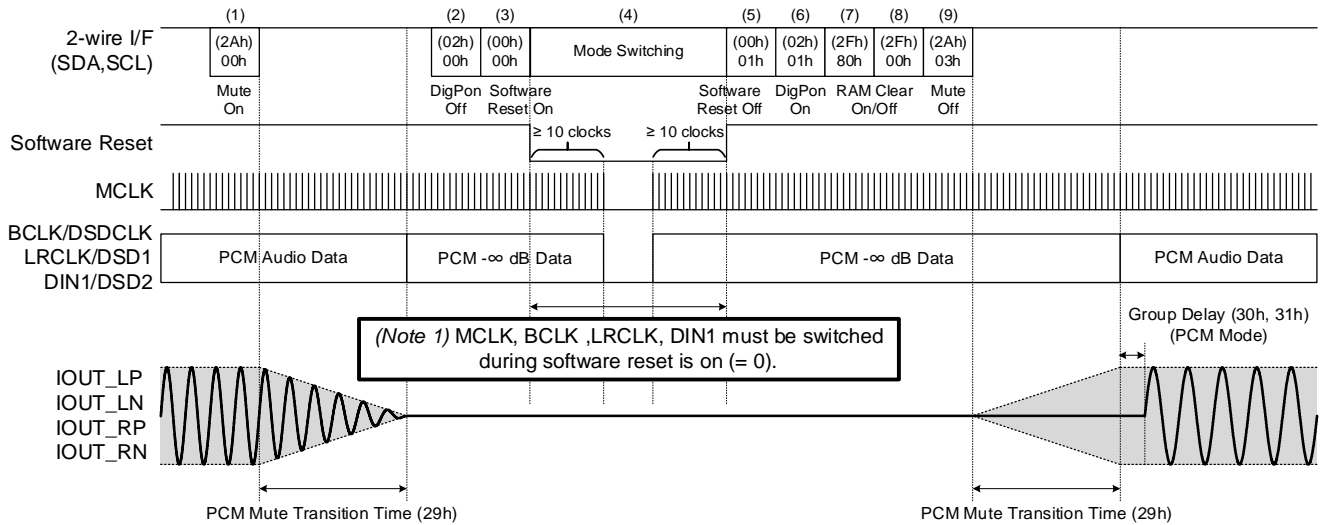 (1) (2) (3) (4) (5) (6) (7) (8) (9)
2-wire I/F
(SDA,SCL)
(2Ah)
00h
(02h)
00h
(00h)
00h
Mode Switching
(00h)
01h
(02h)
01h
(2Fh)
80h
(2Fh)
00h
(2Ah)
03h
Mute
On
DigPon
Off
Software
Reset On
Software
Reset Off
DigPon
On
RAM Clear
On/Off
Mute
Off
Software Reset
≥ 10 clocks
≥ 10 clocks
MCLK
BCLK/DSDCLK
LRCLK/DSD1
DIN1/DSD2
PCM Audio Data
PCM -∞ dB Data
PCM -∞ dB Data
PCM Audio Data
(Note 1) MCLK, BCLK ,LRCLK, DIN1 must be switched
during software reset is on (= 0).
Group Delay (30h, 31h)
(PCM Mode)
IOUT_LP
IOUT_LN
IOUT_RP
IOUT_RN
PCM Mute Transition Time (29h)
PCM Mute Transition Time (29h)